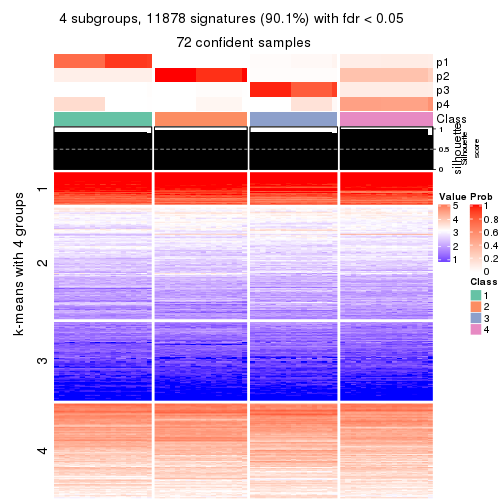 4 subgroups, 11878 signatures (90.1%) with fdr < 0.05
72 confident samples
p1
p2
p3
p4
Class
1
0.5
0
silhouette
Silhouette
score
k-means with 4 groups
1
2
3
4
Value
5
4
3
2
1
Prob
1
0.8
0.6
0.4
0.2
0
Class
1
2
3
4